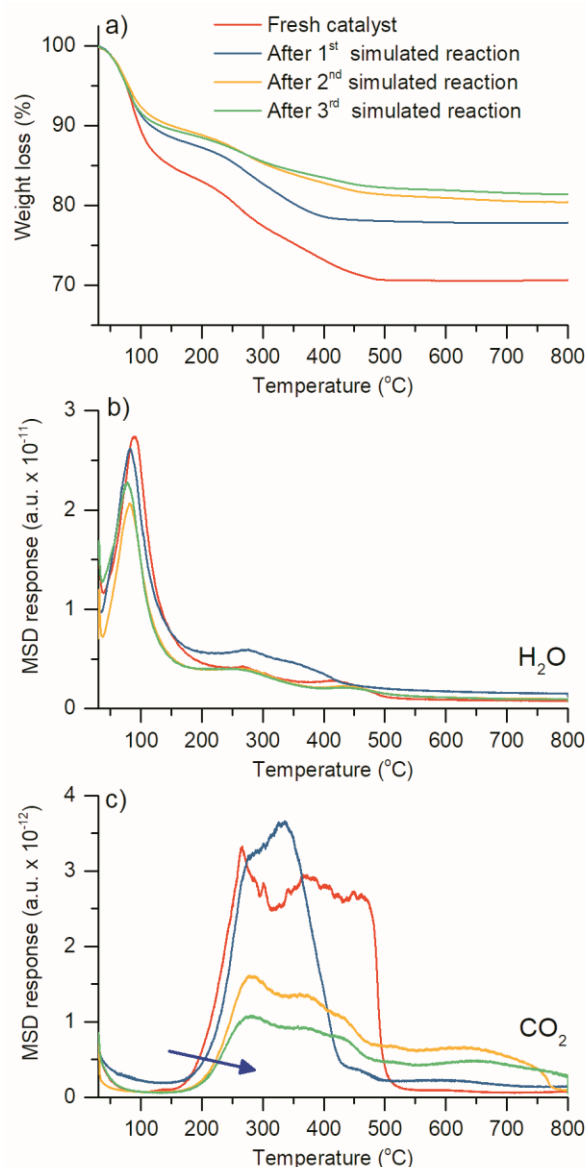 a)
Fresh catalyst
After 1st simulated reaction
After 2nd simulated reaction
After 3rd simulated reaction
100
90
80
70
Weight loss (%)
100 200 300 400 500 600 700 800
Temperature (°C)
b)
3
2
1
0
MSD response (a.u. x 10-11)
H2O
100 200 300 400 500 600 700 800
Temperature (°C)
c)
4
3
2
1
0
MSD response (a.u. x 10-12)
CO2
100 200 300 400 500 600 700 800
Temperature (°C)